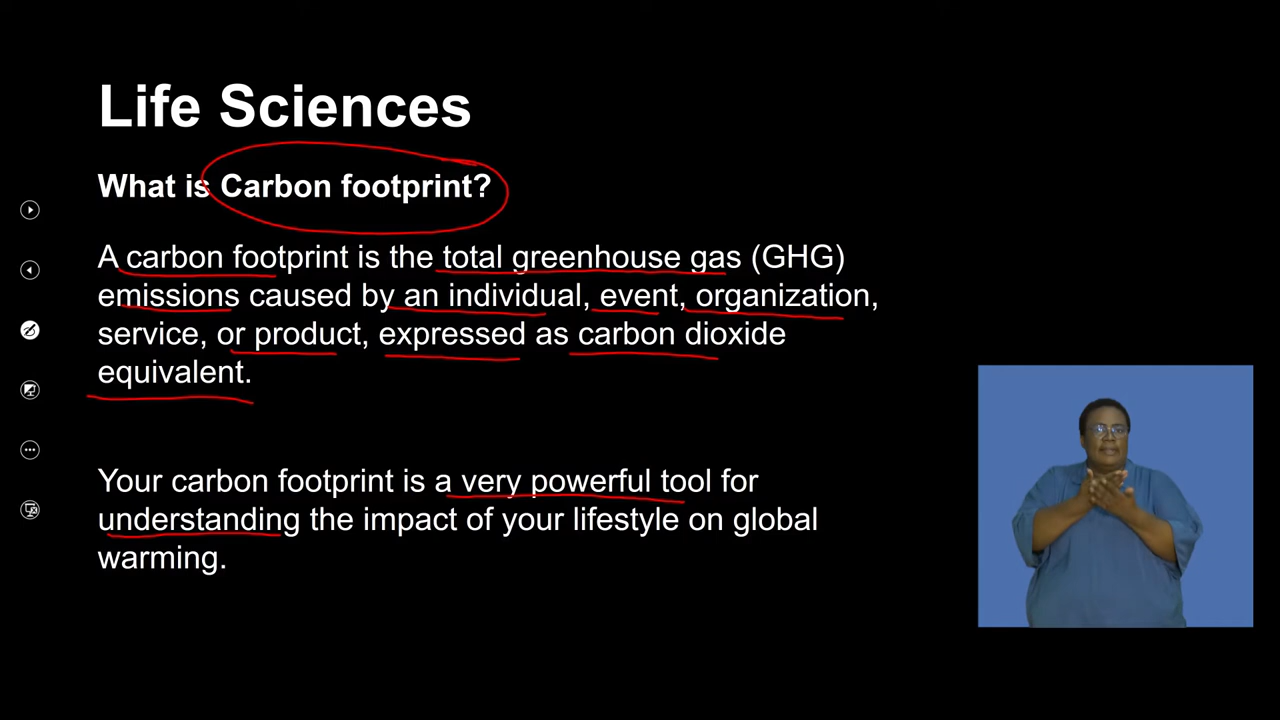 Life Sciences
What is Carbon footprint?
A carbon footprint is the total greenhouse gas (GHG)
emissions caused by an individual, event, organization,
service, or product, expressed as carbon dioxide
equivalent.
Your carbon footprint is a very powerful tool for
understanding the impact of your lifestyle on global
warming.